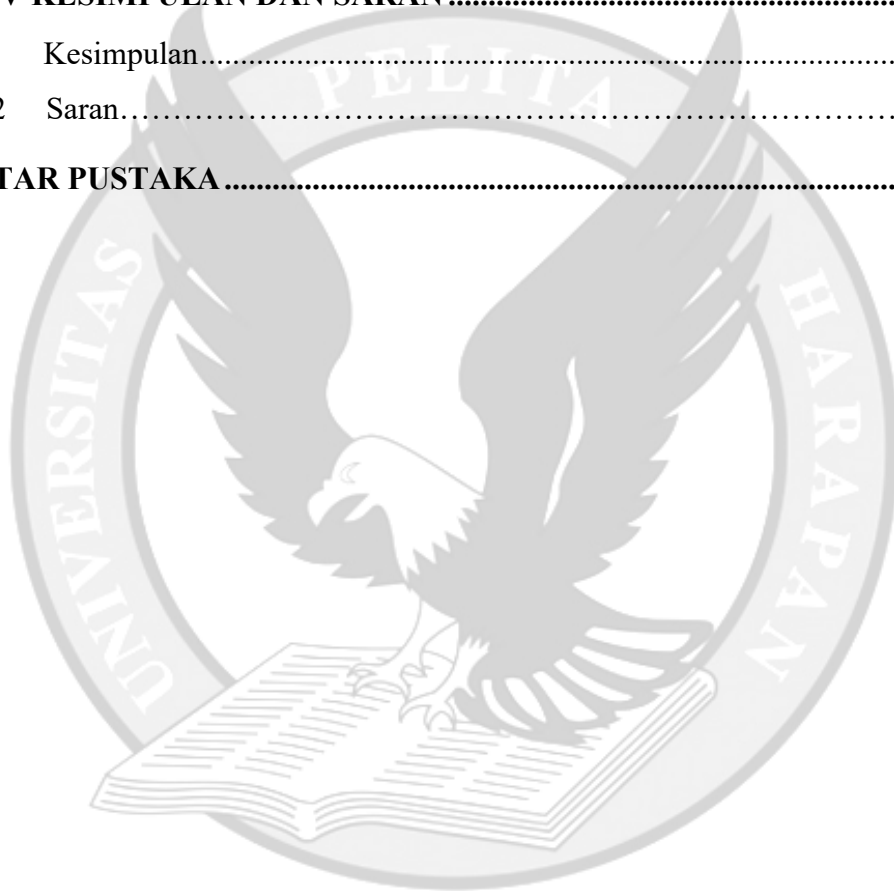 V KESIMPULAN DAN SARAN........................................................
Kesimpulan.......................................................................................
2 Saran……………………………………………………………………
TAR PUSTAKA....................................................................................
UNIVERSITAS PELITA HARAPAN